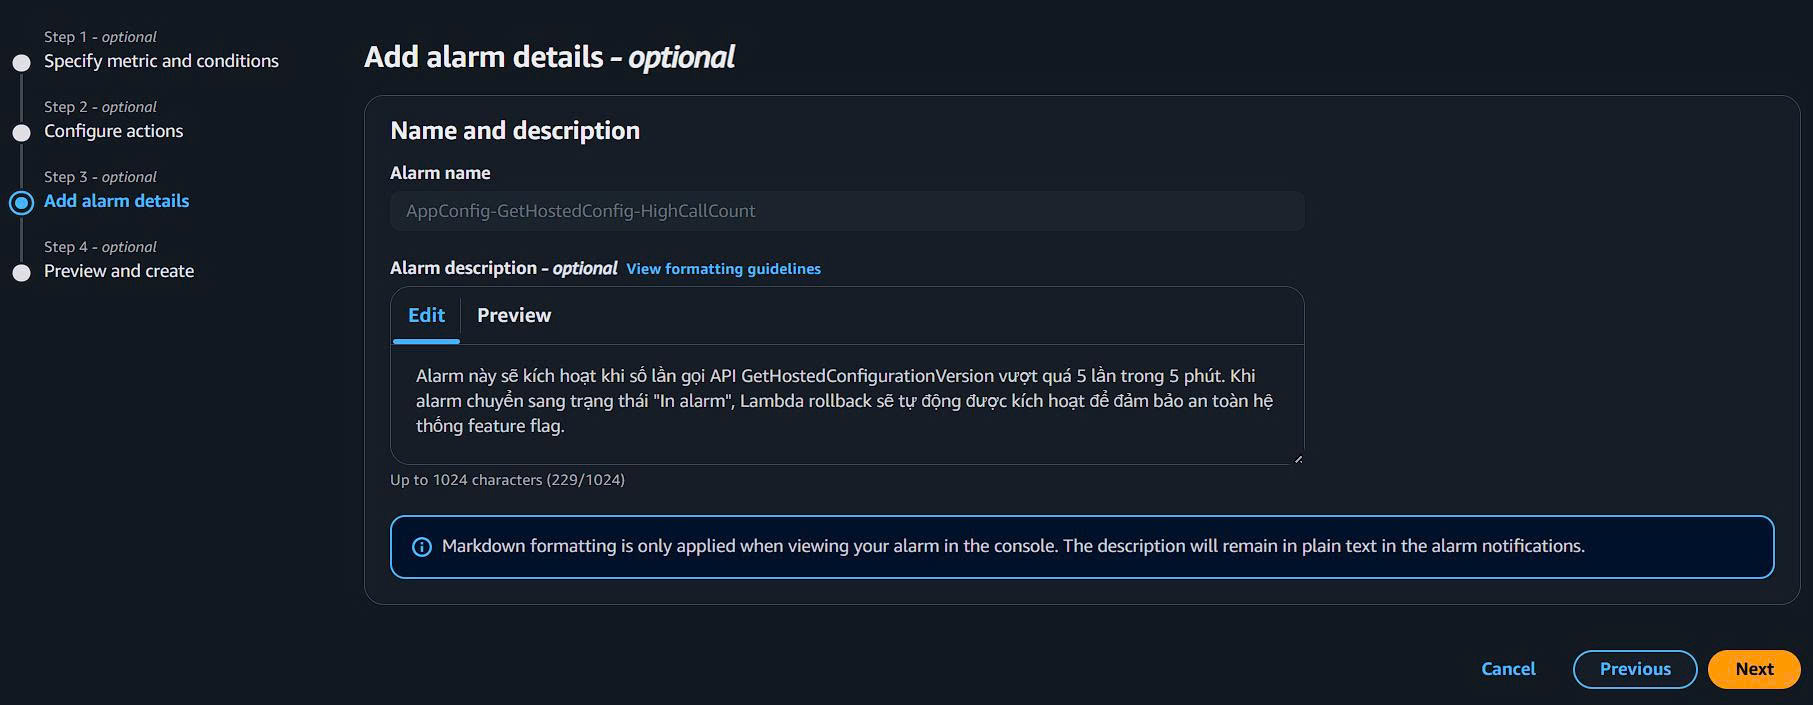 Step 1 - optional
Specify metric and conditions
Step 2 - optional
Configure actions
Step 3 - optional
Add alarm details
Step 4 - optional
Preview and create
Add alarm details - optional
Name and description
Alarm name
AppConfig-GetHostedConfig-HighCallCount
Alarm description - optional View formatting guidelines
Edit Preview
Alarm này sẽ kích hoạt khi số lần gọi API GetHostedConfigurationVersion vượt quá 5 lần trong 5 phút. Khi
alarm chuyển sang trạng thái "In alarm", Lambda rollback sẽ tự động được kích hoạt để đảm bảo an toàn hệ
thống feature flag.
Up to 1024 characters (229/1024)
Markdown formatting is only applied when viewing your alarm in the console. The description will remain in plain text in the alarm notifications.
Cancel Previous Next